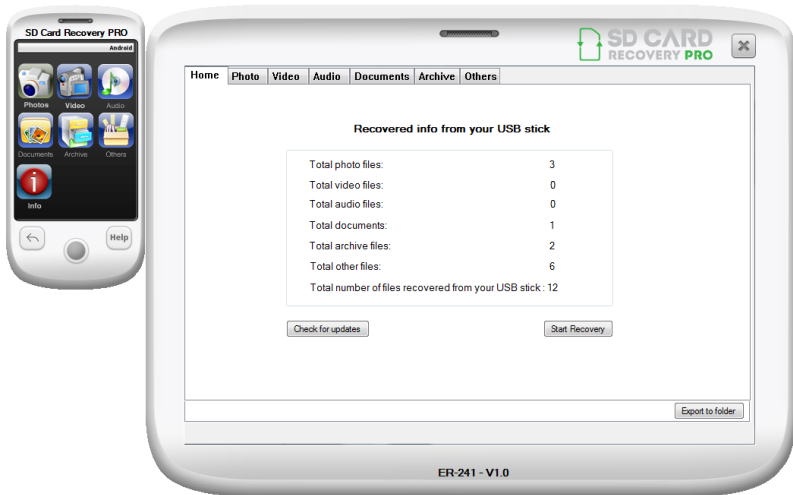 SD Card Recovery PRO
Android
Photos Video Audio
Documents Archive Others
Info
Help
SD CARD
RECOVERY PRO
Home Photo Video Audio Documents Archive Others
Recovered info from your USB stick
Total photo files: 3
Total video files: 0
Total audio files: 0
Total documents: 1
Total archive files: 2
Total other files: 6
Total number of files recovered from your USB stick : 12
Check for updates Start Recovery
Export to folder
ER-241 - V1.0